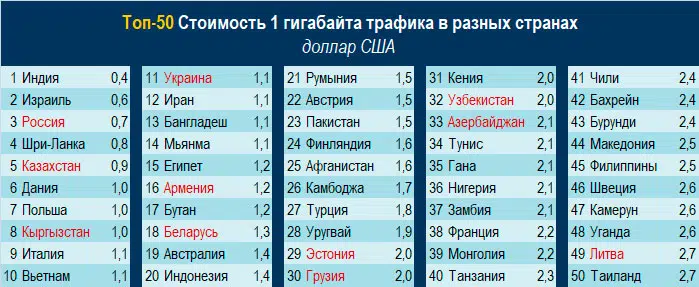 Топ-50 Стоимость 1 гигабайта трафика в разных странах
доллар США
1 Индия 0,4
2 Израиль 0,6
3 Россия 0,7
4 Шри-Ланка 0,8
5 Казахстан 0,9
6 Дания 1,0
7 Польша 1,0
8 Кыргызстан 1,0
9 Италия 1,1
10 Вьетнам 1,1
11 Украина 1,1
12 Иран 1,1
13 Бангладеш 1,1
14 Мьянма 1,1
15 Египет 1,2
16 Армения 1,2
17 Бутан 1,2
18 Беларусь 1,3
19 Австралия 1,4
20 Индонезия 1,4
21 Румыния 1,5
22 Австрия 1,5
23 Пакистан 1,5
24 Финляндия 1,6
25 Афганистан 1,6
26 Камбоджа 1,7
27 Турция 1,8
28 Уругвай 1,9
29 Эстония 2,0
30 Грузия 2,0
31 Кения 2,0
32 Узбекистан 2,0
33 Азербайджан 2,1
34 Тунис 2,1
35 Гана 2,1
36 Нигерия 2,1
37 Замбия 2,1
38 Франция 2,2
39 Монголия 2,2
40 Танзания 2,3
41 Чили 2,4
42 Бахрейн 2,4
43 Бурунди 2,4
44 Македония 2,5
45 Филиппины 2,5
46 Швеция 2,6
47 Камерун 2,6
48 Уганда 2,6
49 Литва 2,7
50 Таиланд 2,7